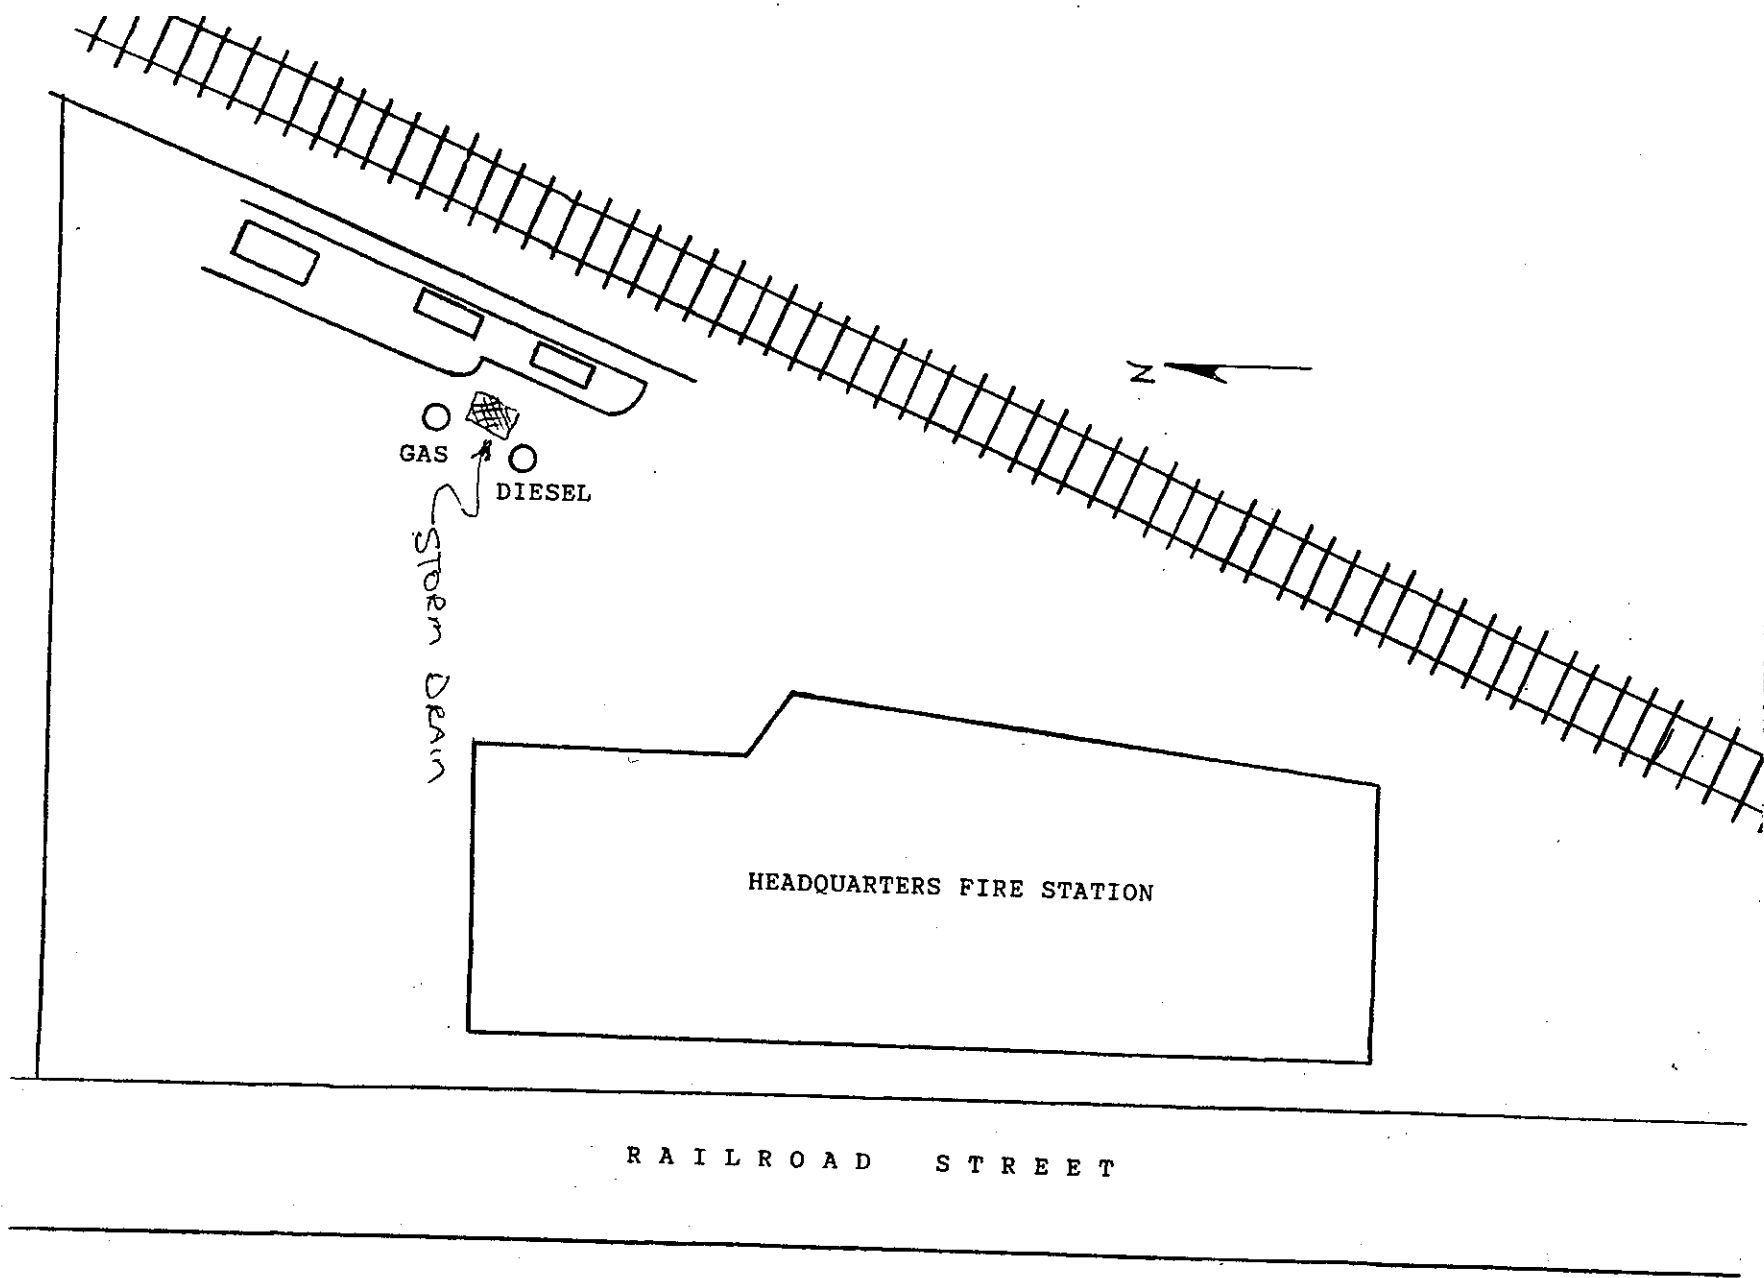 N
GAS
DIESEL
STORM DRAIN
HEADQUARTERS FIRE STATION
RAILROAD STREET